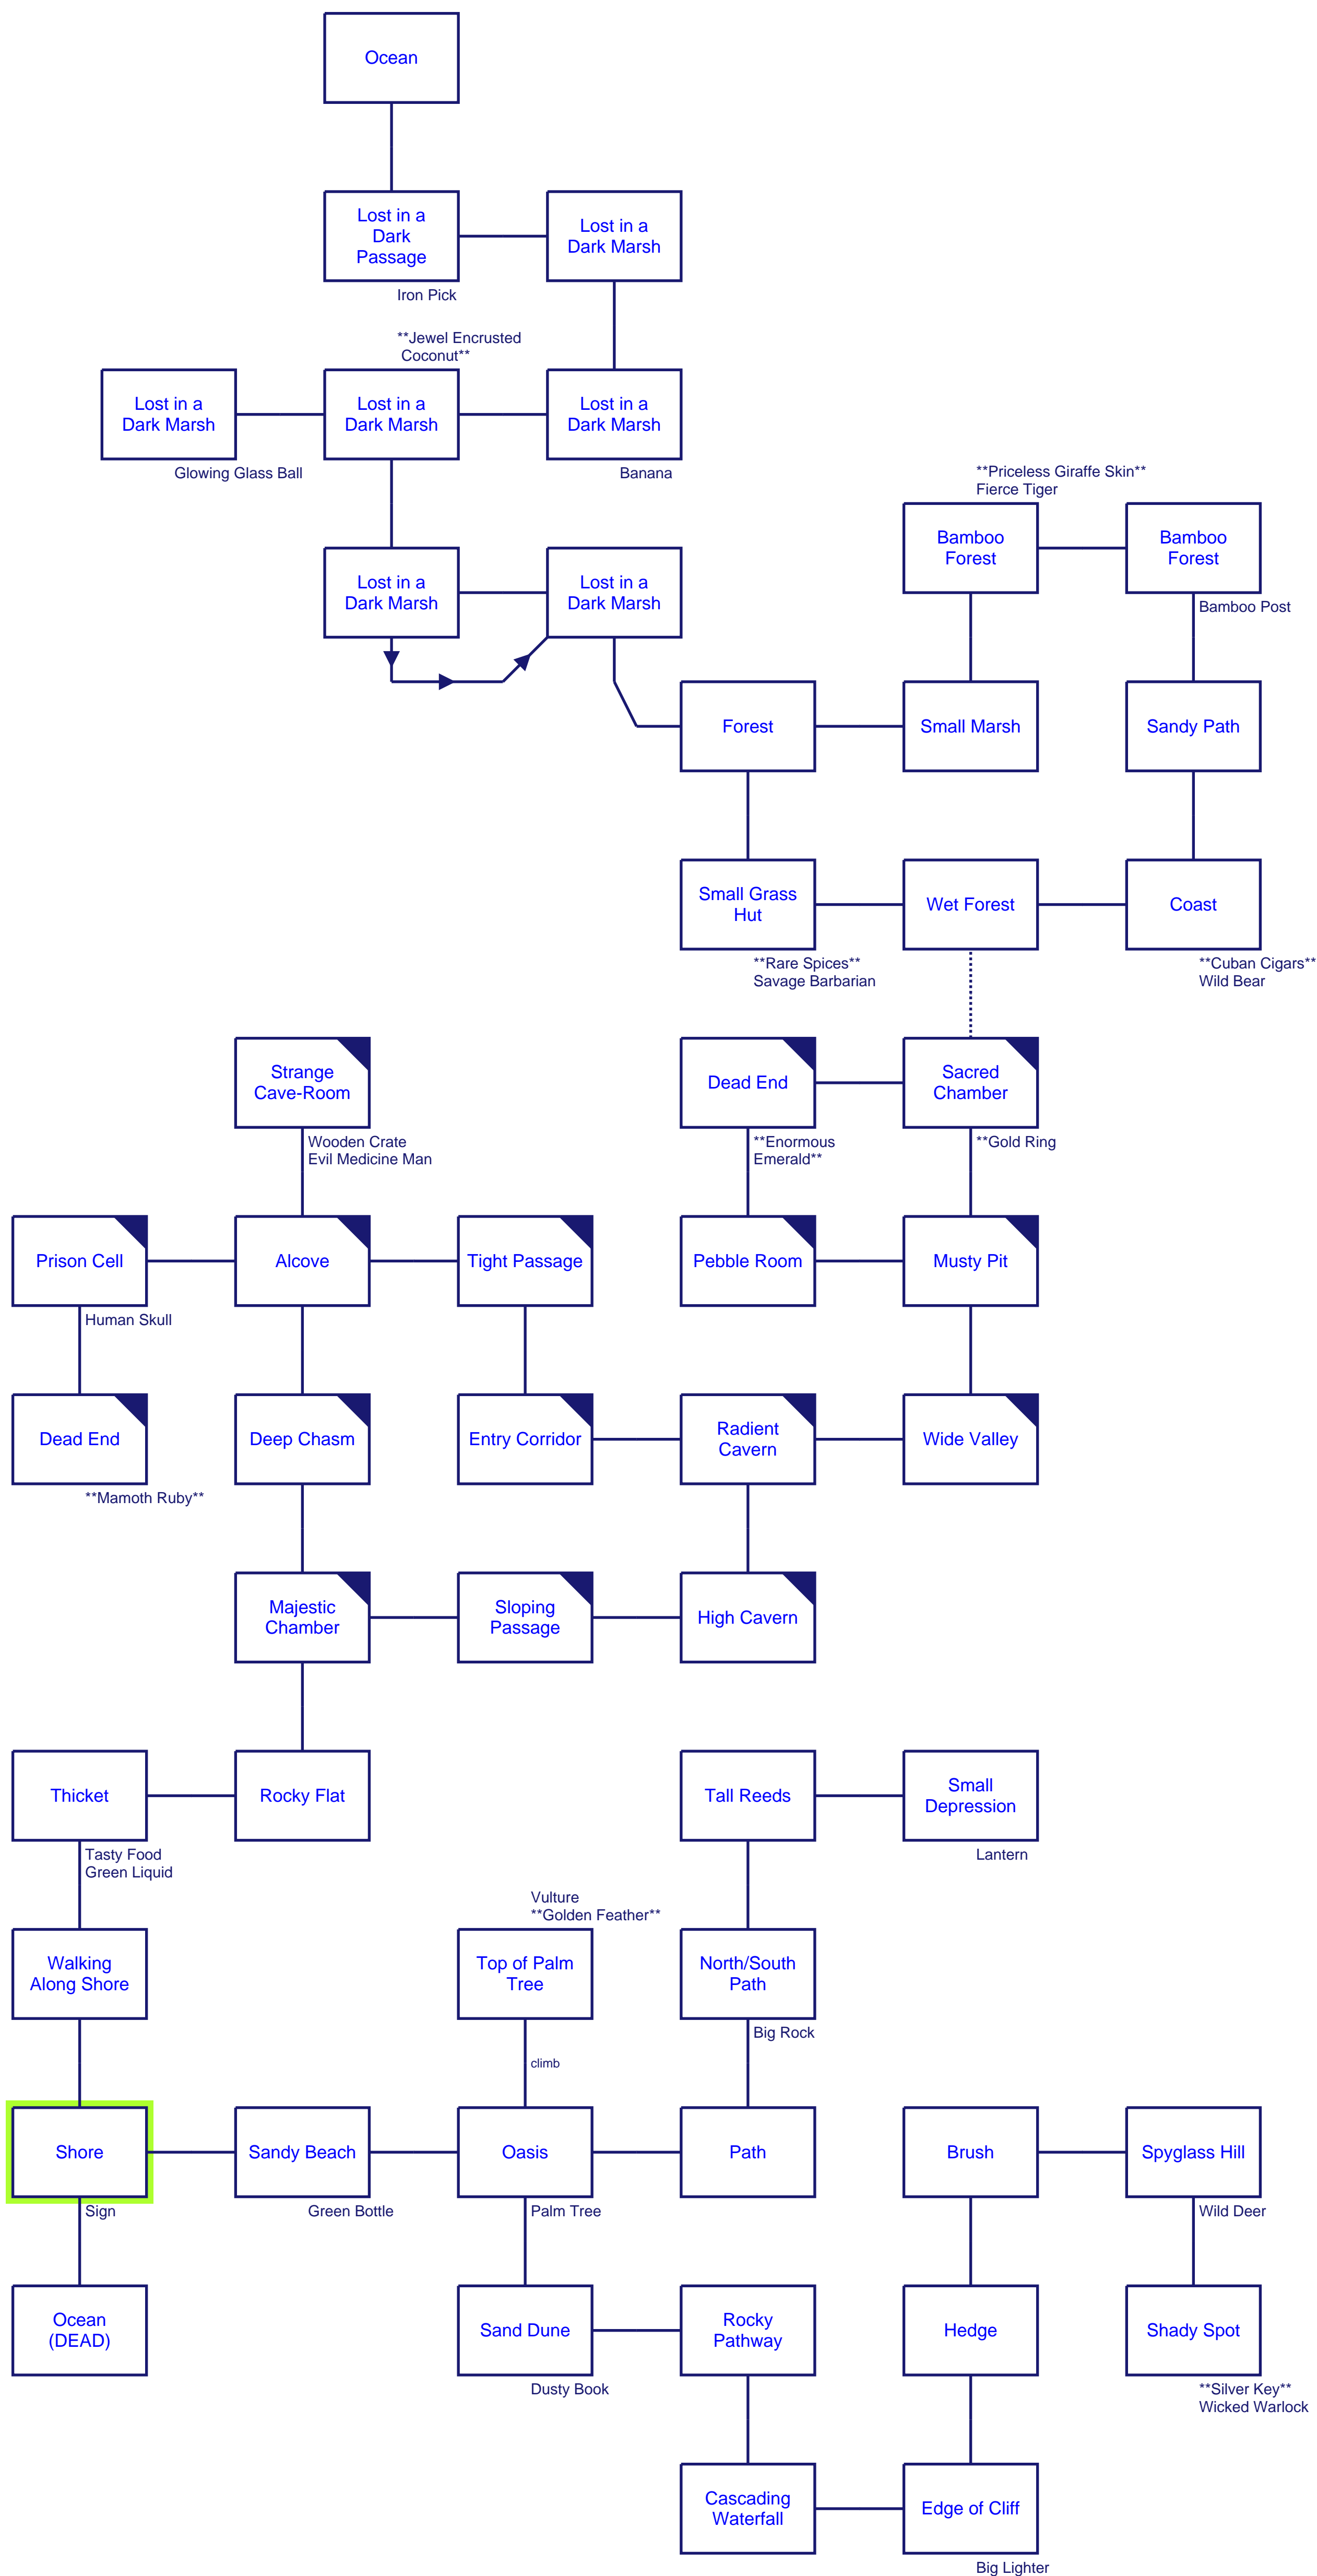 Ocean
Lost in a
Dark
Passage
Lost in a
Dark Marsh
Iron Pick
**Jewel Encrusted
Coconut**
Lost in a
Dark Marsh
Lost in a
Dark Marsh
Lost in a
Dark Marsh
Glowing Glass Ball
Banana
**Priceless Giraffe Skin**
Fierce Tiger
Bamboo
Forest
Bamboo
Forest
Lost in a
Dark Marsh
Lost in a
Dark Marsh
Bamboo Post
Forest
Small Marsh
Sandy Path
Small Grass
Hut
Wet Forest
Coast
**Rare Spices**
Savage Barbarian
**Cuban Cigars**
Wild Bear
Strange
Cave-Room
Dead End
Sacred
Chamber
Wooden Crate
Evil Medicine Man
**Enormous
Emerald**
**Gold Ring
Prison Cell
Alcove
Tight Passage
Pebble Room
Musty Pit
Human Skull
Dead End
Deep Chasm
Entry Corridor
Radient
Cavern
Wide Valley
**Mamoth Ruby**
Majestic
Chamber
Sloping
Passage
High Cavern
Thicket
Rocky Flat
Tall Reeds
Small
Depression
Tasty Food
Green Liquid
Lantern
Vulture
**Golden Feather**
Walking
Along Shore
Top of Palm
Tree
North/South
Path
Big Rock
climb
Shore
Sandy Beach
Oasis
Path
Brush
Spyglass Hill
Sign
Green Bottle
Palm Tree
Wild Deer
Ocean
(DEAD)
Sand Dune
Rocky
Pathway
Hedge
Shady Spot
Dusty Book
**Silver Key**
Wicked Warlock
Cascading
Waterfall
Edge of Cliff
Big Lighter